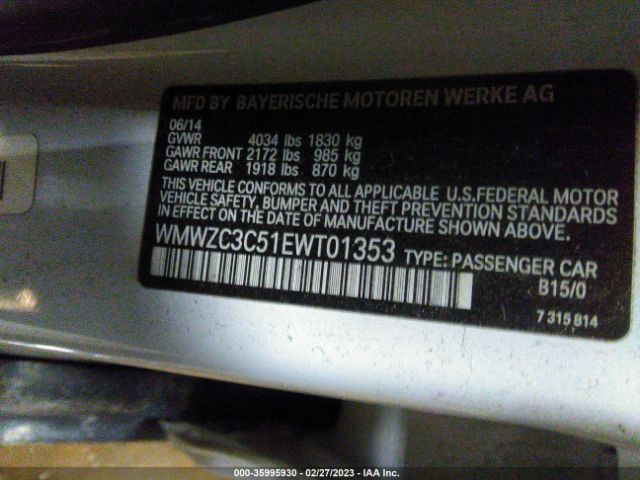 MFD BY BAYERISCHE MOTOREN WERKE AG
06/14
GVWR 4034 lbs 1830 kg
GAWR FRONT 2172 lbs 985 kg
GAWR REAR 1918 lbs 870 kg
THIS VEHICLE CONFORMS TO ALL APPLICABLE U.S.FEDERAL MOTOR
VEHICLE SAFETY, BUMPER, AND THEFT PREVENTION STANDARDS
IN EFFECT ON THE DATE OF MANUFACTURE SHOWN ABOVE.
WMWZC3C51EWT01353 TYPE: PASSENGER CAR
B15/0
7 315 814
000-35995930 - 02/27/2023 - IAA Inc.